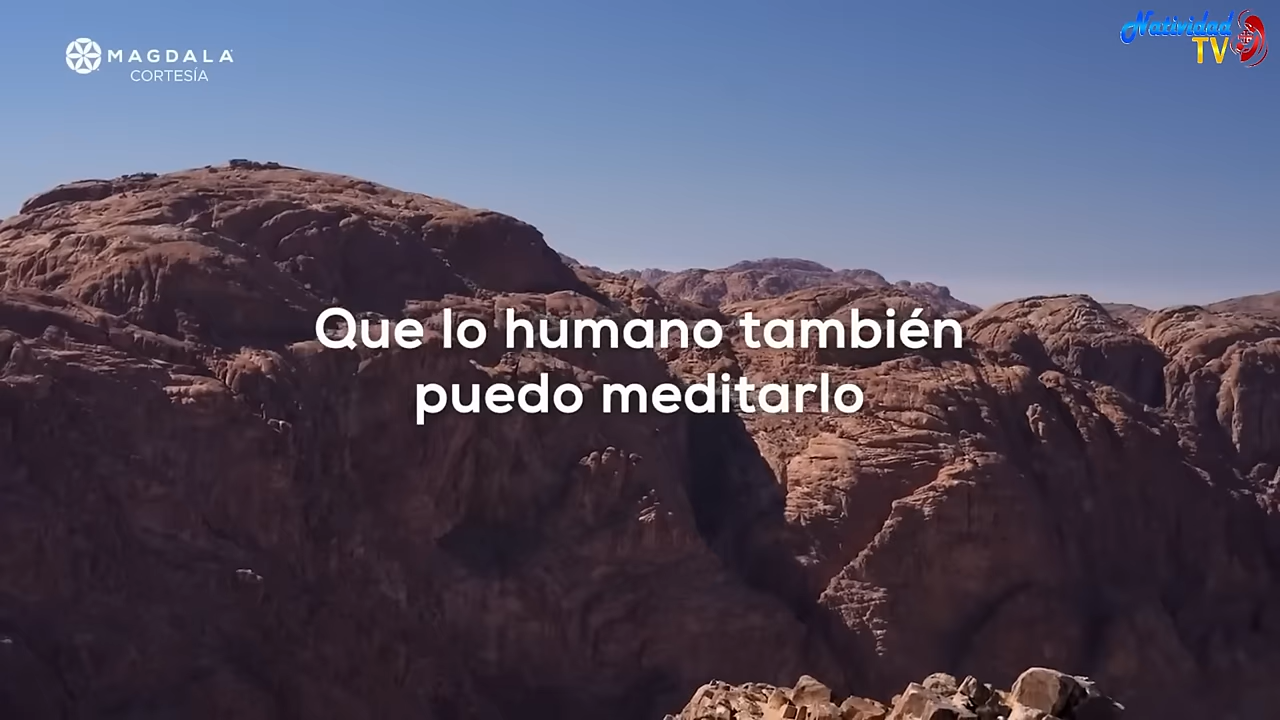 MAGDALA
CORTESÍA
Natividad
TV
Que lo humano también
puedo meditarlo